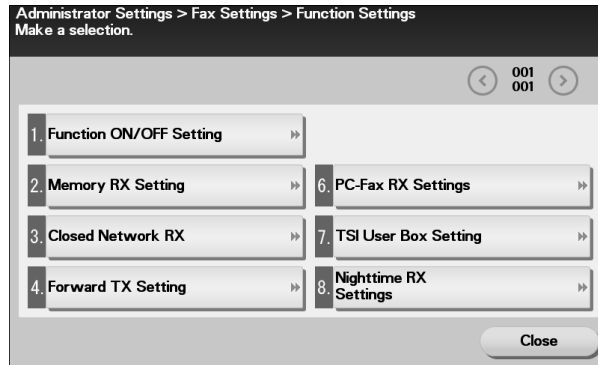 Administrator Settings > Fax Settings > Function Settings
Make a selection.
001
001
1. Function ON/OFF Setting
2. Memory RX Setting
3. Closed Network RX
4. Forward TX Setting
6. PC-Fax RX Settings
7. TSI User Box Setting
8. Nighttime RX
Settings
Close